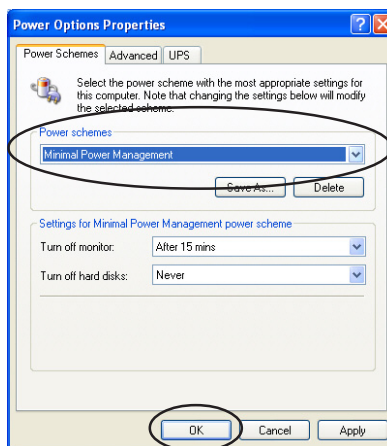 Power Options Properties
Power Schemes Advanced UPS
Select the power scheme with the most appropriate settings for
this computer. Note that changing the settings below will modify
the selected scheme.
Power schemes
Minimal Power Management
Save As... Delete
Settings for Minimal Power Management power scheme
Turn off monitor: After 15 mins
Turn off hard disks: Never
OK Cancel Apply